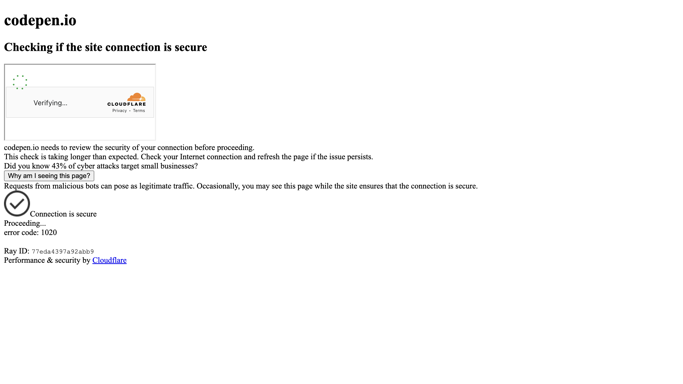 codepen.io
Checking if the site connection is secure
Verifying...
CLOUDFLARE
Privacy • Terms
codepen.io needs to review the security of your connection before proceeding.
This check is taking longer than expected. Check your Internet connection and refresh the page if the issue persists.
Did you know 43% of cyber attacks target small businesses?
Why am I seeing this page?
Requests from malicious bots can pose as legitimate traffic. Occasionally, you may see this page while the site ensures that the connection is secure.
Connection is secure
Proceeding...
error code: 1020
Ray ID: 77eda4397a92abb9
Performance & security by Cloudflare